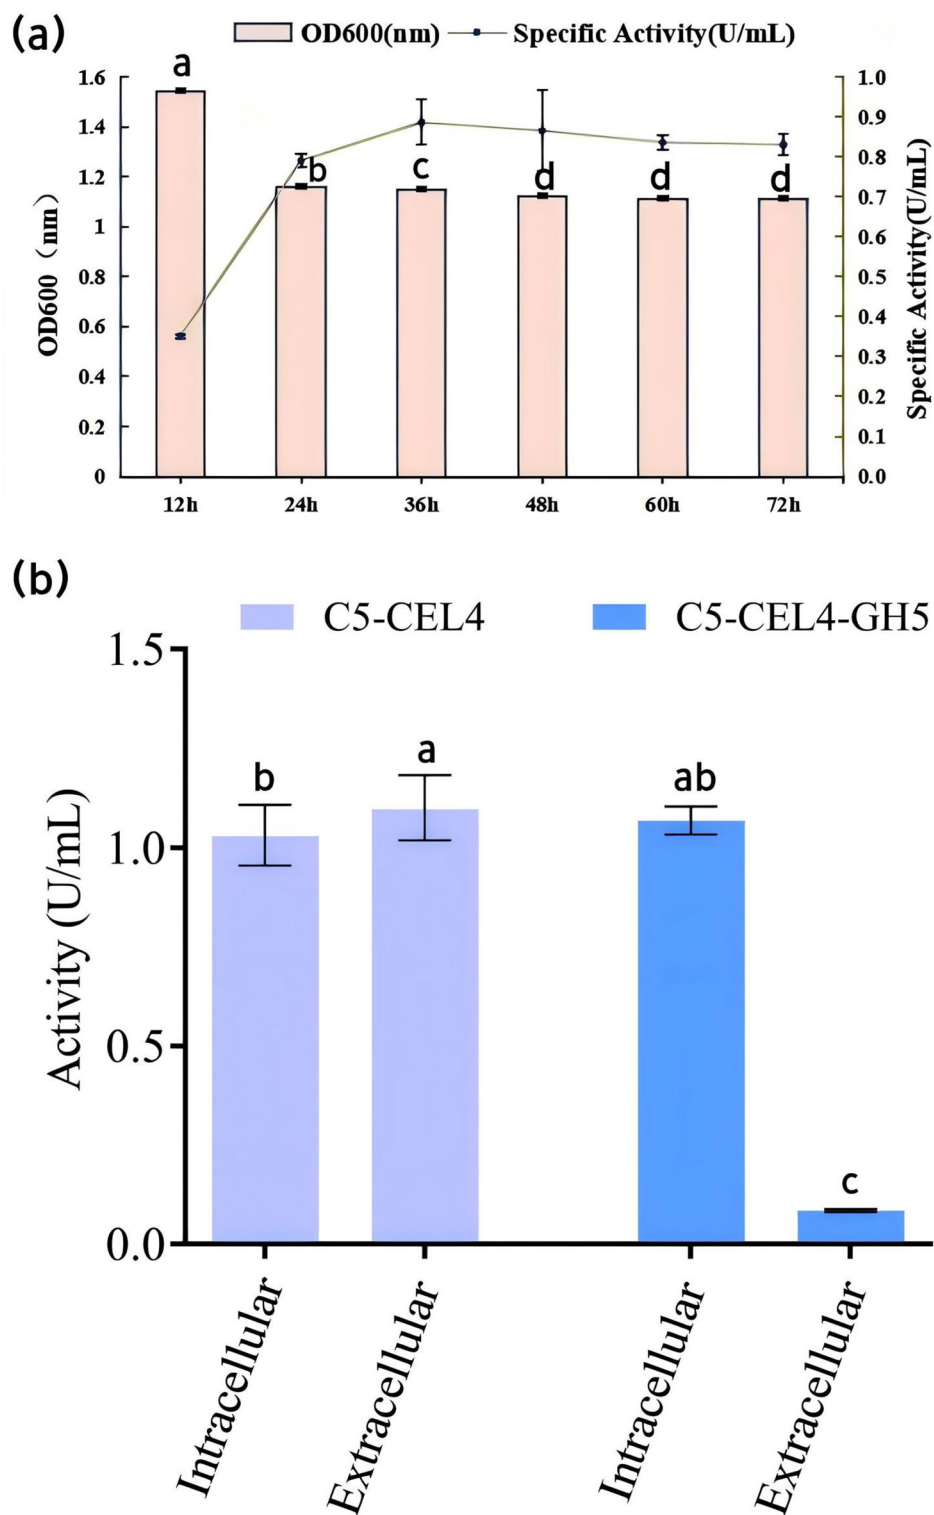 (a)
OD600(nm) Specific Activity(U/mL)
a
b c d d d
1.6
1.4
1.2
1
0.8
0.6
0.4
0.2
0
OD600（nm）
1.0
0.9
0.8
0.7
0.6
0.5
0.4
0.3
0.2
0.1
0.0
Specific Activity(U/mL)
12h 24h 36h 48h 60h 72h
(b)
C5-CEL4 C5-CEL4-GH5
1.5
1.0
0.5
0.0
Activity (U/mL)
b a ab c
Intracellular Extracellular Intracellular Extracellular